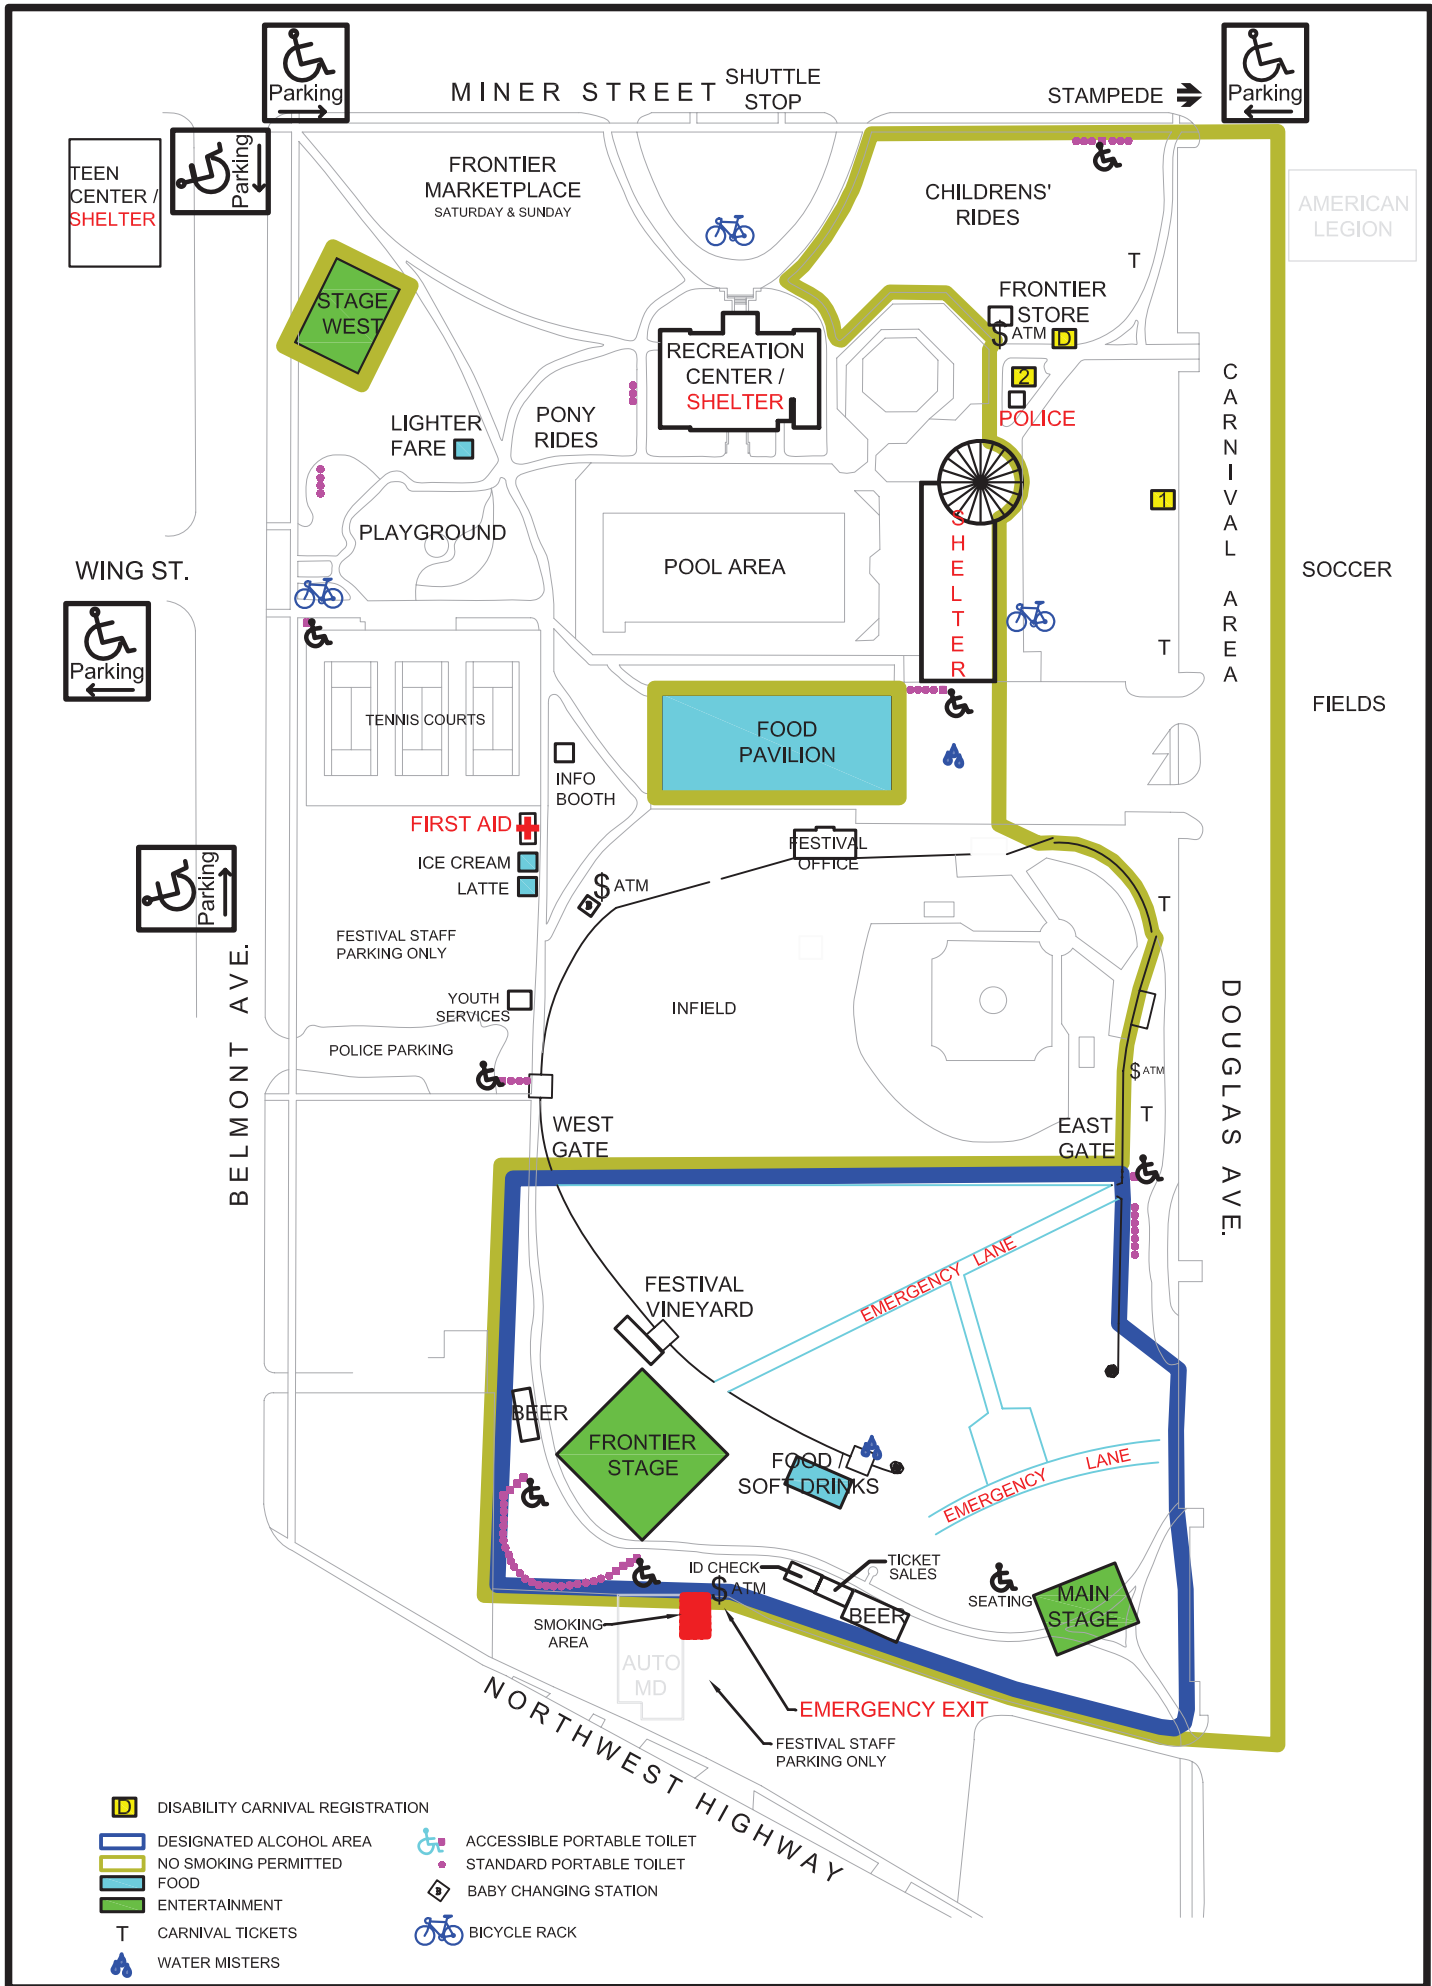 Parking
MINER STREET
SHUTTLE
STOP
STAMPEDE
Parking
TEEN
CENTER /
SHELTER
Parking
FRONTIER
MARKETPLACE
SATURDAY & SUNDAY
CHILDRENS'
RIDES
AMERICAN
LEGION
T
STAGE
WEST
FRONTIER
STORE
$ ATM
D
RECREATION
CENTER /
SHELTER
2
POLICE
LIGHTER
FARE
PONY
RIDES
CARNIVAL AREA
1
SHELTER
PLAYGROUND
POOL AREA
WING ST.
SOCCER
FIELDS
Parking
T
TENNIS COURTS
FOOD
PAVILION
INFO
BOOTH
FIRST AID
ICE CREAM
LATTE
FESTIVAL
OFFICE
$ ATM
B
Parking
T
FESTIVAL STAFF
PARKING ONLY
BELMONT AVE.
YOUTH
SERVICES
INFIELD
DOUGLAS AVE.
POLICE PARKING
$ ATM
T
WEST
GATE
EAST
GATE
EMERGENCY LANE
FESTIVAL
VINEYARD
BEER
FRONTIER
STAGE
FOOD /
SOFT DRINKS
EMERGENCY LANE
ID CHECK
TICKET
SALES
$ ATM
BEER
SEATING
MAIN
STAGE
SMOKING
AREA
AUTO
MD
EMERGENCY EXIT
FESTIVAL STAFF
PARKING ONLY
NORTHWEST HIGHWAY
D DISABILITY CARNIVAL REGISTRATION
DESIGNATED ALCOHOL AREA
NO SMOKING PERMITTED
FOOD
ENTERTAINMENT
T CARNIVAL TICKETS
WATER MISTERS
ACCESSIBLE PORTABLE TOILET
STANDARD PORTABLE TOILET
B BABY CHANGING STATION
BICYCLE RACK